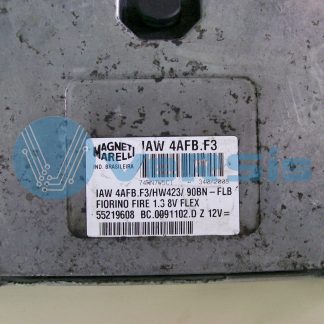 MAGNETI MARELLI
IAW 4AFB.F3
IND. BRASILEIRA
IAW 4AFB.F3/HW423/ 90BN-FLB
FIORINO FIRE 1.3 8V FLEX
55219608 BC.0091102.D Z 12V=